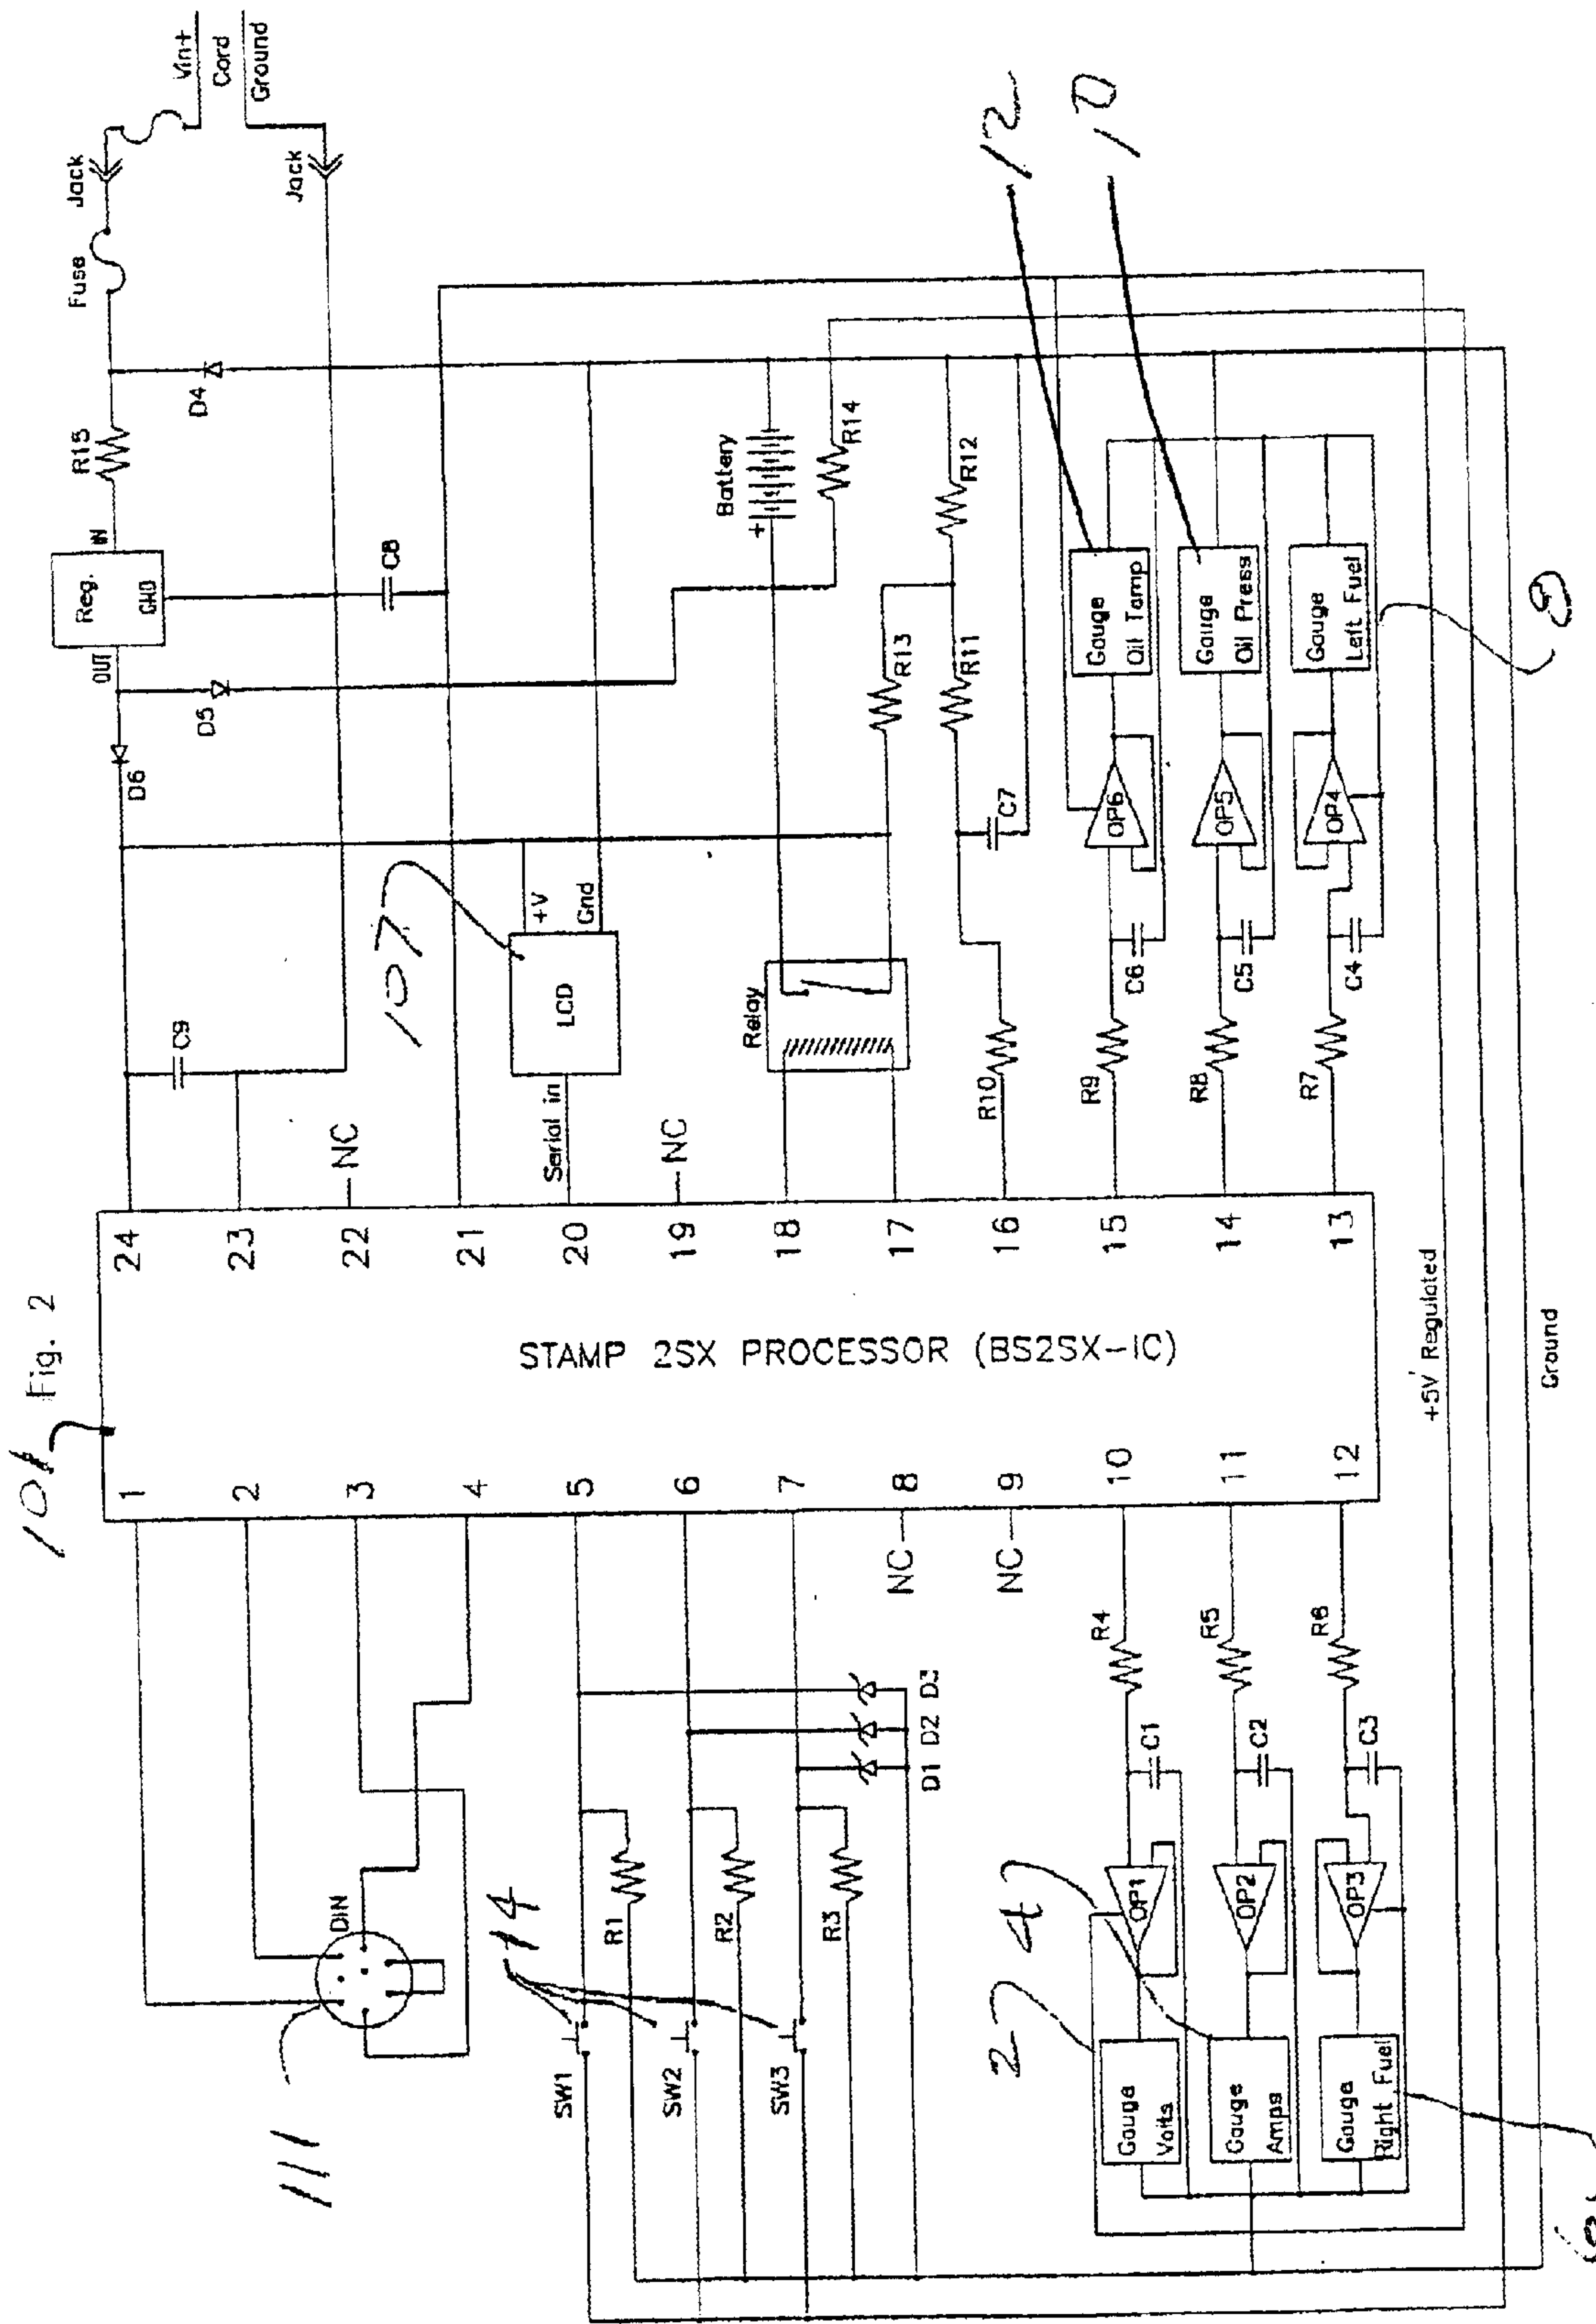 Fig. 2
101
STAMP 2SX PROCESSOR (BS2SX-IC)
1
2
3
4
5
6
7
8
9
10
11
12
24
23
22
21
20
19
18
17
16
15
14
13
DIN
111
14
SW1
SW2
SW3
R1
R2
R3
D1
D2
D3
NC
NC
R4
R5
R6
C1
C2
C3
OP1
OP2
OP3
2
4
6
Gauge
Volts
Gauge
Amps
Gauge
Right Fuel
Vin+
Cord
Ground
Jack
Jack
Fuse
R15
D4
Reg.
IN
OUT
GND
C8
D5
D6
C9
NC
107
LCD
+V
Gnd
Serial in
NC
Relay
Battery
+
R14
R13
R12
R11
C7
R10
R9
R8
R7
C6
C5
C4
OP6
OP5
OP4
Gauge
Oil Tamp
Gauge
Oil Press
Gauge
Left Fuel
12
10
8
+5V Regulated
Ground